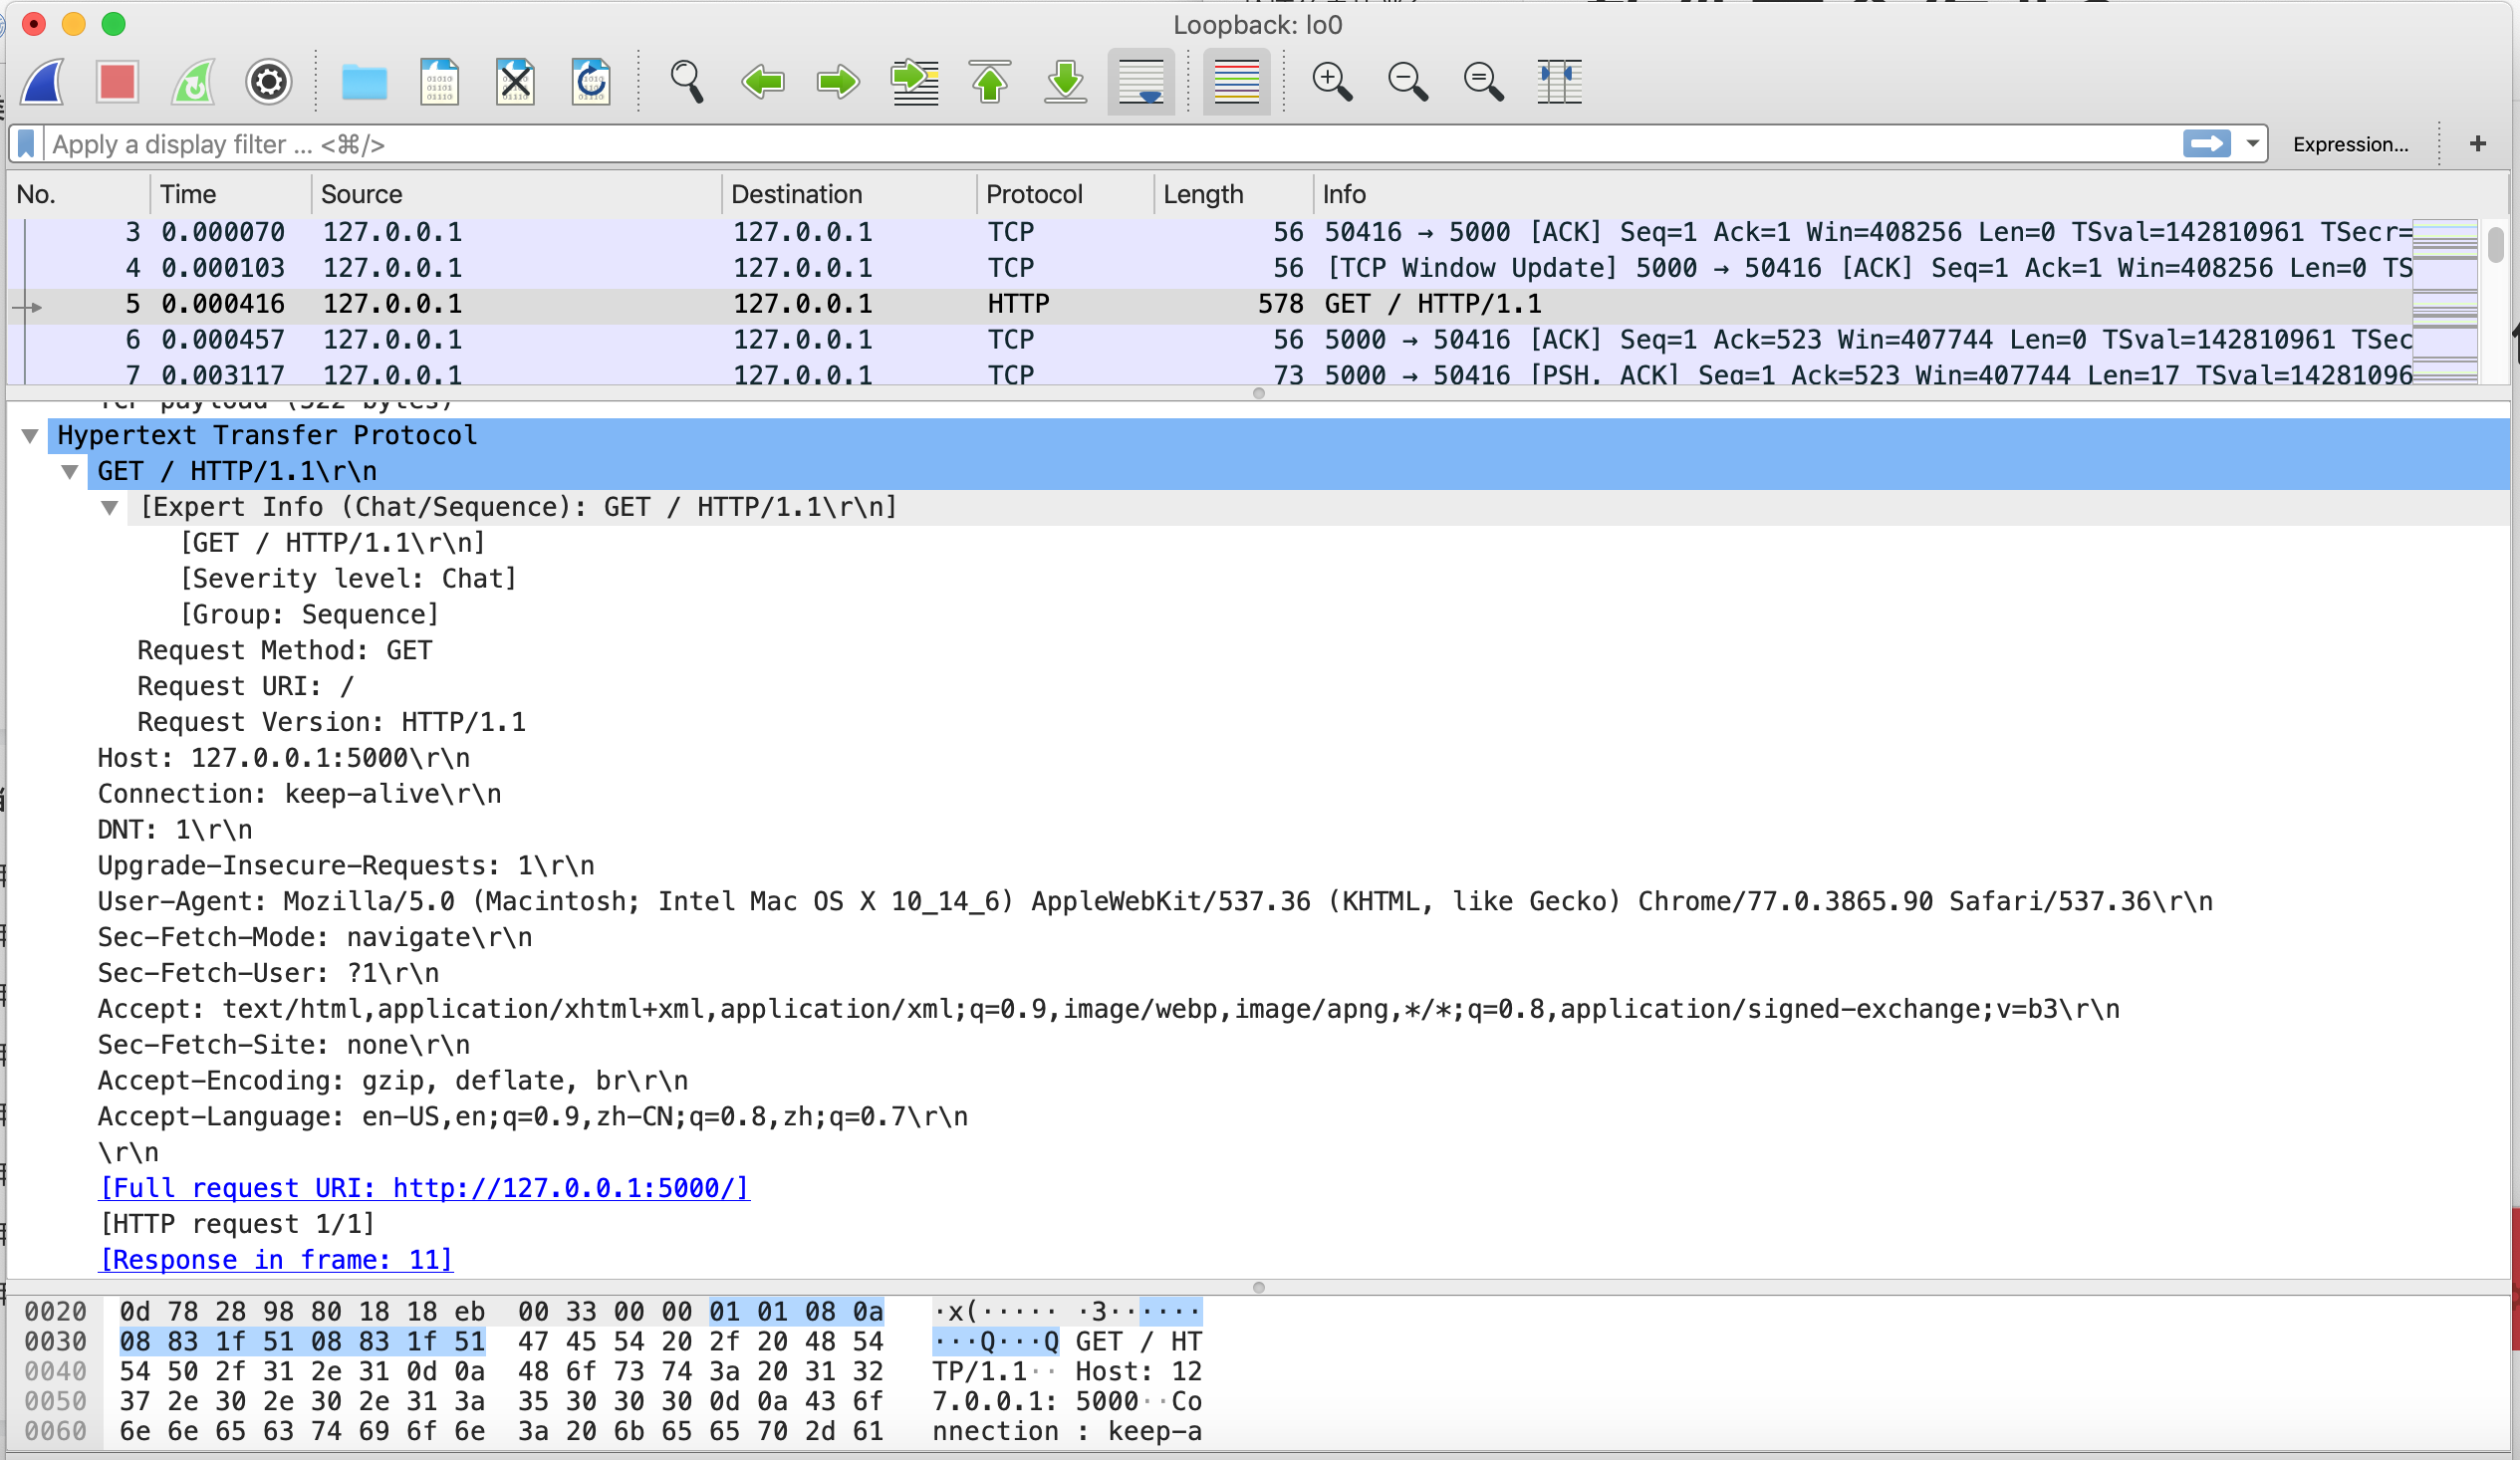 Loopback: lo0
Apply a display filter ... <⌘/>
Expression...
+
No. Time Source Destination Protocol Length Info
3 0.000070 127.0.0.1 127.0.0.1 TCP 56 50416 → 5000 [ACK] Seq=1 Ack=1 Win=408256 Len=0 TSval=142810961 TSecr=
4 0.000103 127.0.0.1 127.0.0.1 TCP 56 [TCP Window Update] 5000 → 50416 [ACK] Seq=1 Ack=1 Win=408256 Len=0 TS
5 0.000416 127.0.0.1 127.0.0.1 HTTP 578 GET / HTTP/1.1
6 0.000457 127.0.0.1 127.0.0.1 TCP 56 5000 → 50416 [ACK] Seq=1 Ack=523 Win=407744 Len=0 TSval=142810961 TSec
7 0.003117 127.0.0.1 127.0.0.1 TCP 73 5000 → 50416 [PSH, ACK] Seq=1 Ack=523 Win=407744 Len=17 TSval=14281096
TCP payload (522 bytes)
Hypertext Transfer Protocol
GET / HTTP/1.1\r\n
[Expert Info (Chat/Sequence): GET / HTTP/1.1\r\n]
[GET / HTTP/1.1\r\n]
[Severity level: Chat]
[Group: Sequence]
Request Method: GET
Request URI: /
Request Version: HTTP/1.1
Host: 127.0.0.1:5000\r\n
Connection: keep-alive\r\n
DNT: 1\r\n
Upgrade-Insecure-Requests: 1\r\n
User-Agent: Mozilla/5.0 (Macintosh; Intel Mac OS X 10_14_6) AppleWebKit/537.36 (KHTML, like Gecko) Chrome/77.0.3865.90 Safari/537.36\r\n
Sec-Fetch-Mode: navigate\r\n
Sec-Fetch-User: ?1\r\n
Accept: text/html,application/xhtml+xml,application/xml;q=0.9,image/webp,image/apng,*/*;q=0.8,application/signed-exchange;v=b3\r\n
Sec-Fetch-Site: none\r\n
Accept-Encoding: gzip, deflate, br\r\n
Accept-Language: en-US,en;q=0.9,zh-CN;q=0.8,zh;q=0.7\r\n
\r\n
[Full request URI: http://127.0.0.1:5000/]
[HTTP request 1/1]
[Response in frame: 11]
0020 0d 78 28 98 80 18 18 eb 00 33 00 00 01 01 08 0a ·x(····· ·3······
0030 08 83 1f 51 08 83 1f 51 47 45 54 20 2f 20 48 54 ···Q···Q GET / HT
0040 54 50 2f 31 2e 31 0d 0a 48 6f 73 74 3a 20 31 32 TP/1.1·· Host: 12
0050 37 2e 30 2e 30 2e 31 3a 35 30 30 30 0d 0a 43 6f 7.0.0.1: 5000··Co
0060 6e 6e 65 63 74 69 6f 6e 3a 20 6b 65 65 70 2d 61 nnection : keep-a